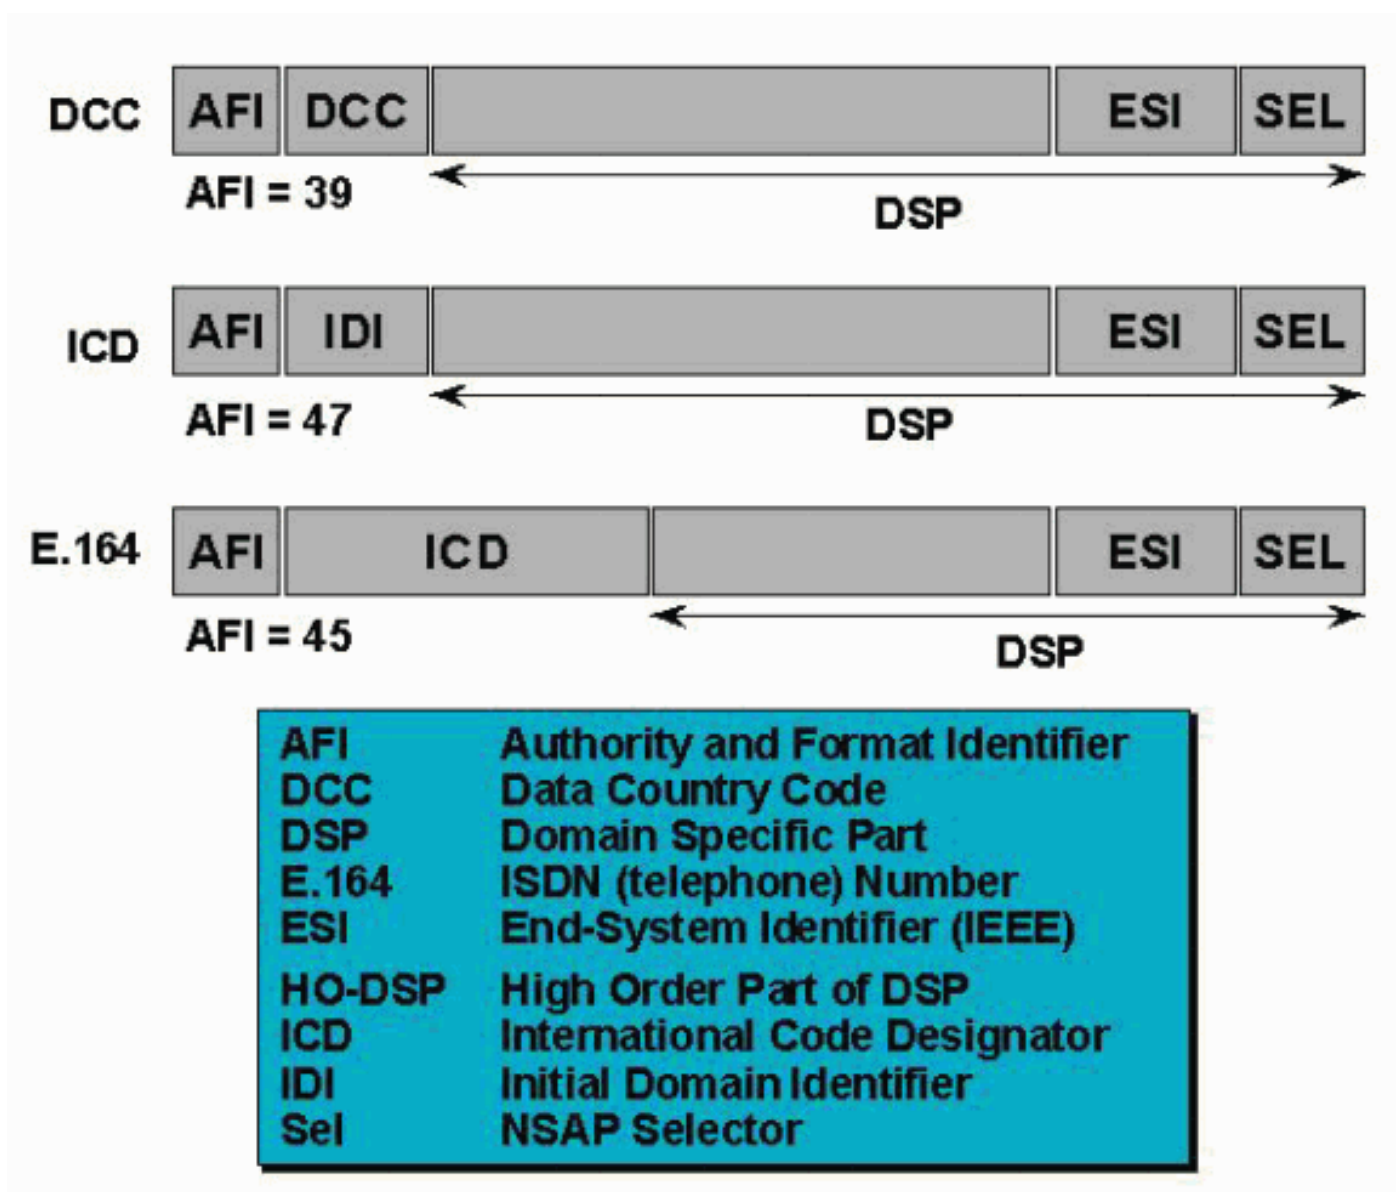 DCC AFI DCC ESI SEL
AFI = 39
DSP
ICD AFI IDI ESI SEL
AFI = 47
DSP
E.164 AFI ICD ESI SEL
AFI = 45
DSP
AFI Authority and Format Identifier
DCC Data Country Code
DSP Domain Specific Part
E.164 ISDN (telephone) Number
ESI End-System Identifier (IEEE)
HO-DSP High Order Part of DSP
ICD International Code Designator
IDI Initial Domain Identifier
Sel NSAP Selector